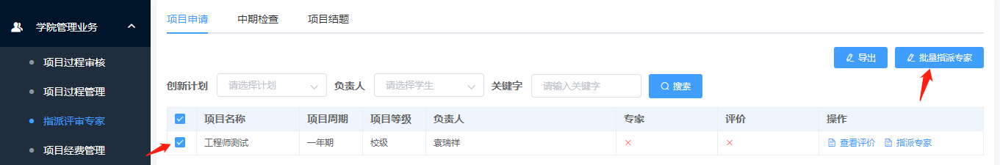 学院管理业务
项目过程审核
项目过程管理
指派评审专家
项目经费管理
项目申请 中期检查 项目结题
导出 批量指派专家
创新计划 请选择计划 负责人 请选择学生 关键字 请输入关键字 搜索
项目名称 项目周期 项目等级 负责人 专家 评价 操作
工程师测试 一年期 校级 袁瑞祥 × × 查看评价 指派专家